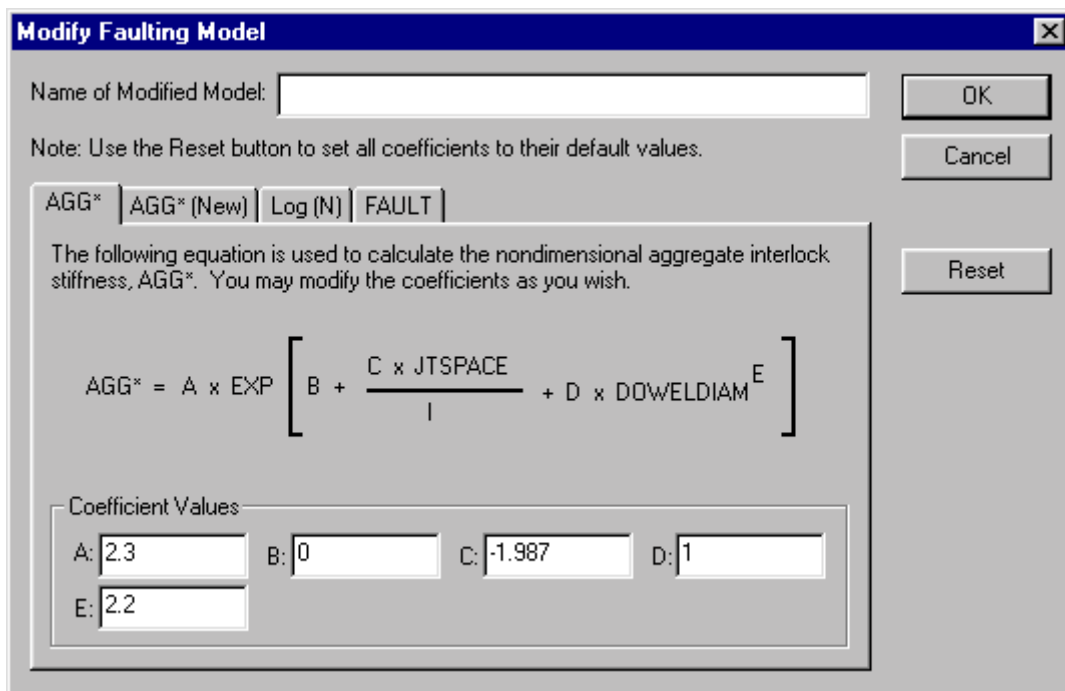 Modify Faulting Model
Name of Modified Model:
OK
Note: Use the Reset button to set all coefficients to their default values.
Cancel
AGG* AGG* (New) Log (N) FAULT
The following equation is used to calculate the nondimensional aggregate interlock
stiffness, AGG*. You may modify the coefficients as you wish.
Reset
AGG* = A x EXP [ B + C x JTSPACE / l + D x DOWELDIAM^E ]
Coefficient Values
A: 2.3 B: 0 C: -1.987 D: 1
E: 2.2